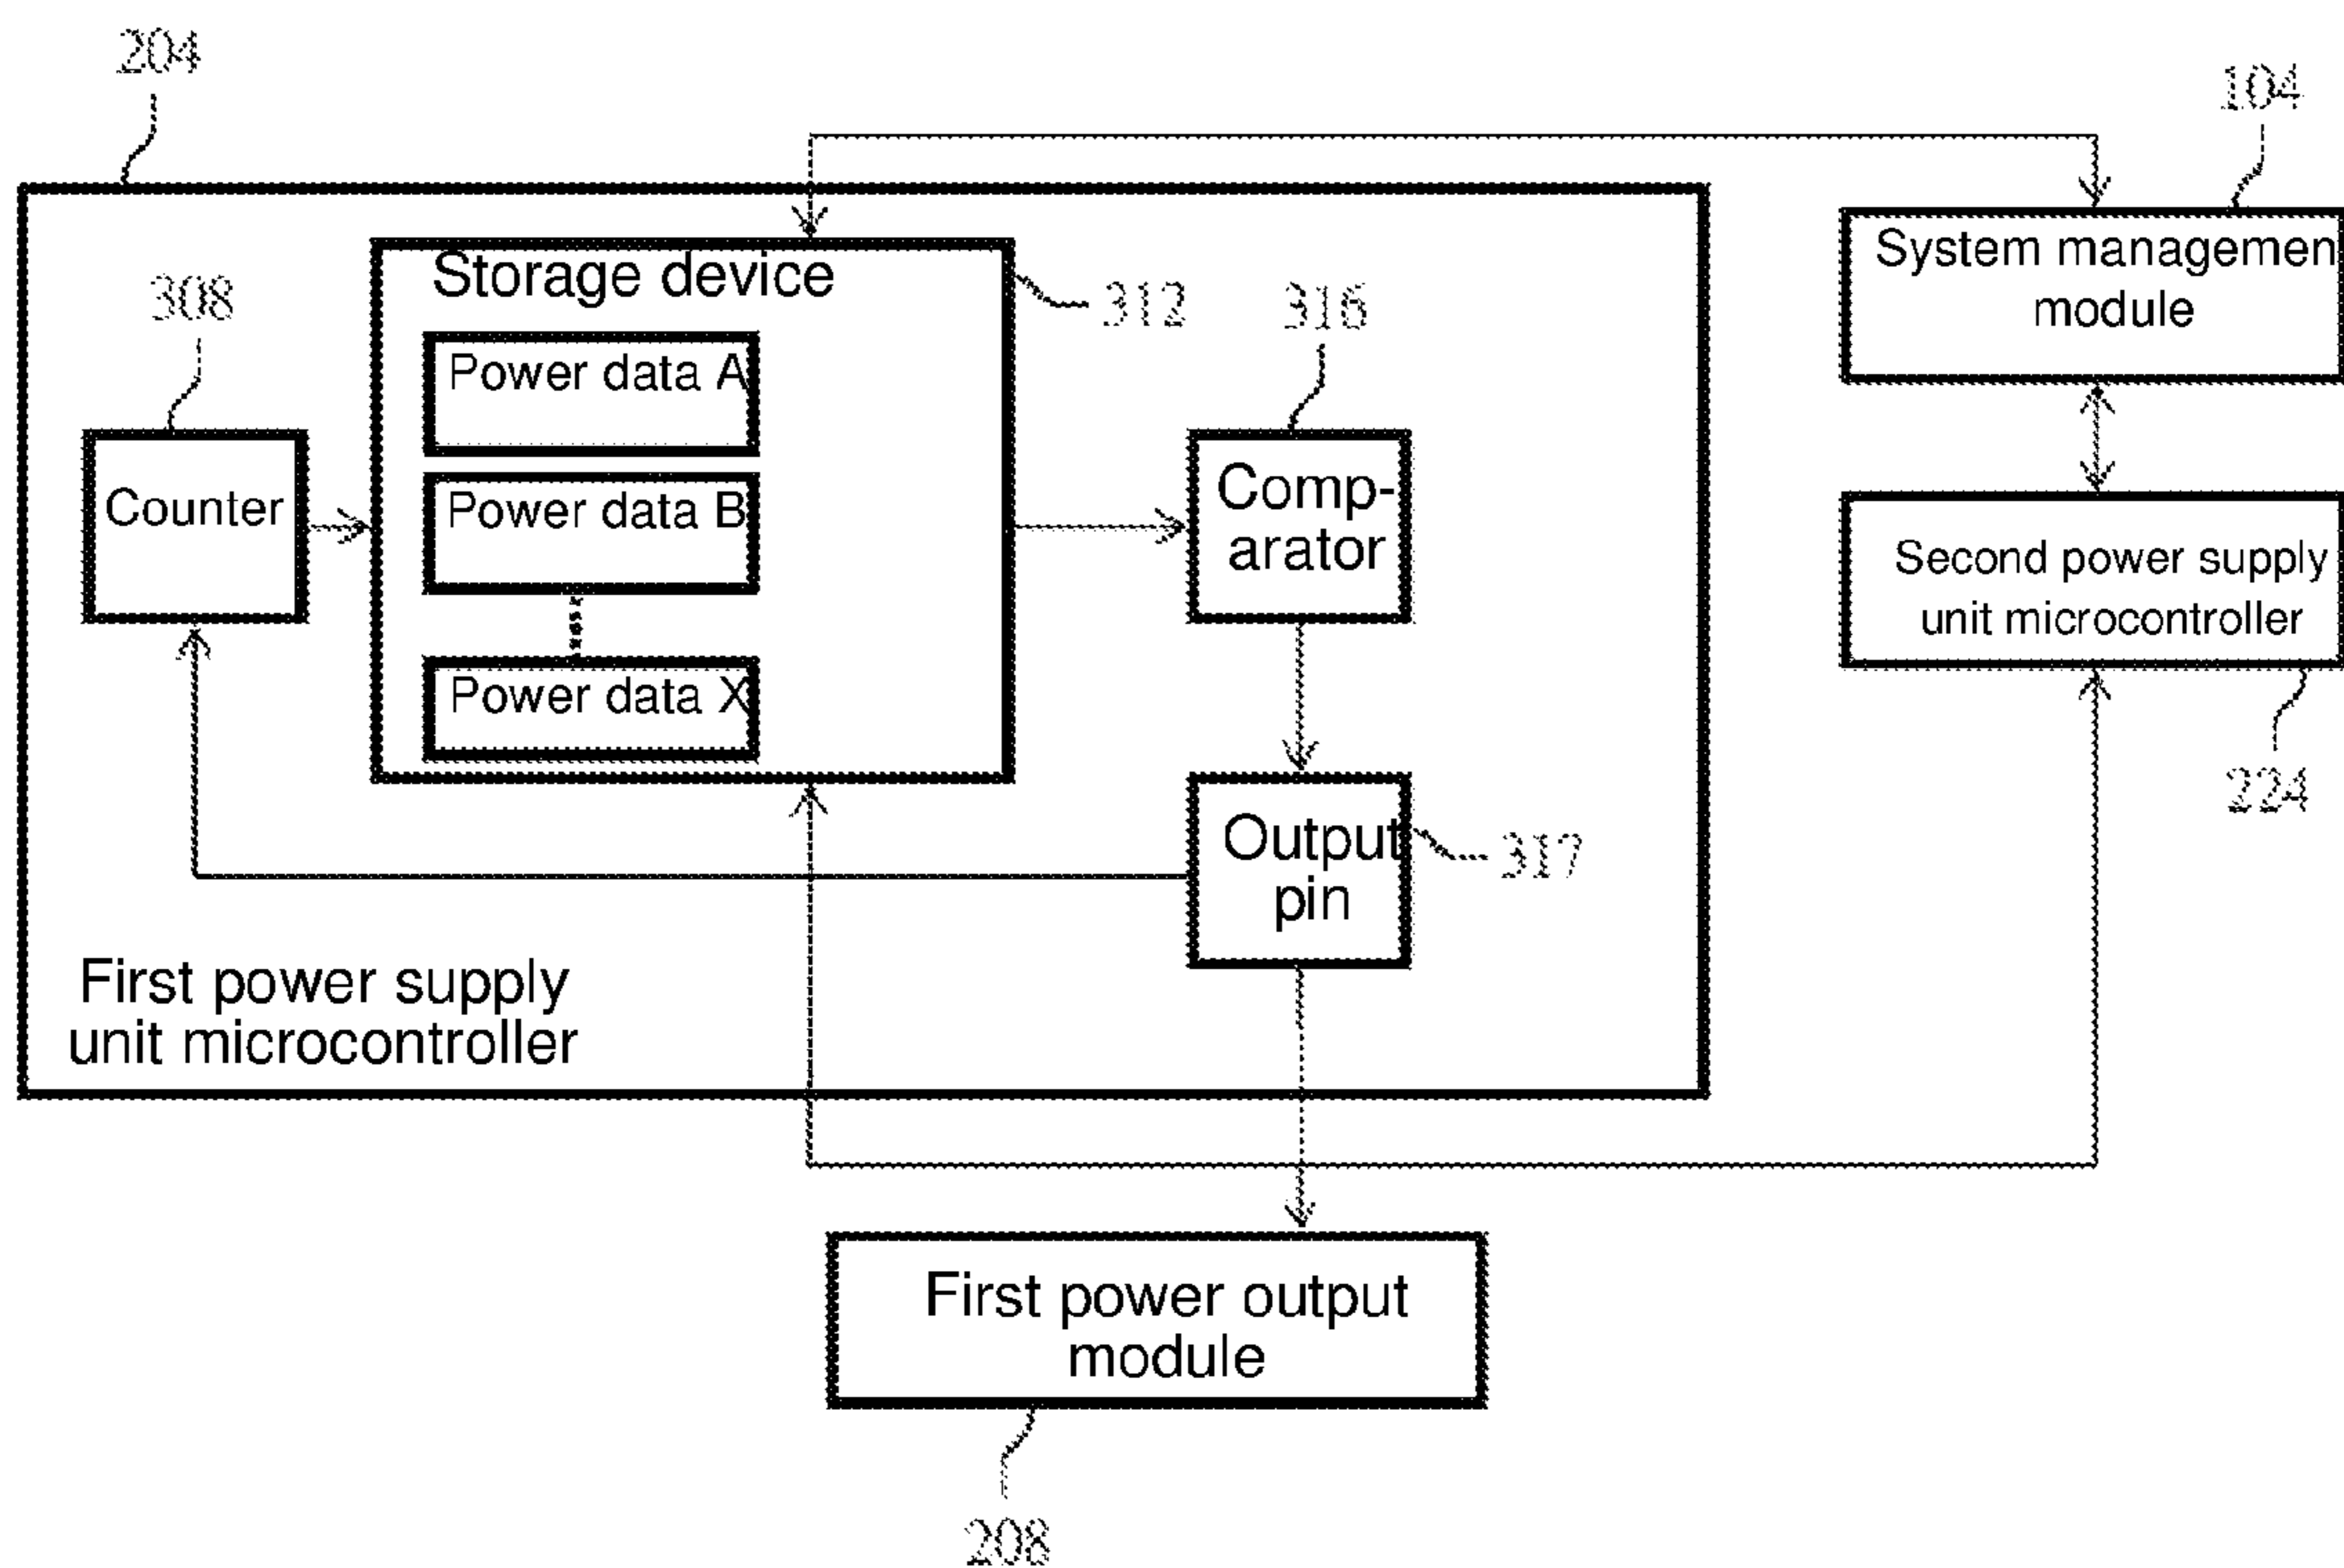 204
104
Storage device
308
312
316
System managemen
module
Power data A
Counter
Power data B
Comp-
arator
Second power supply
unit microcontroller
Power data X
224
Output
pin
317
First power supply
unit microcontroller
First power output
module
208